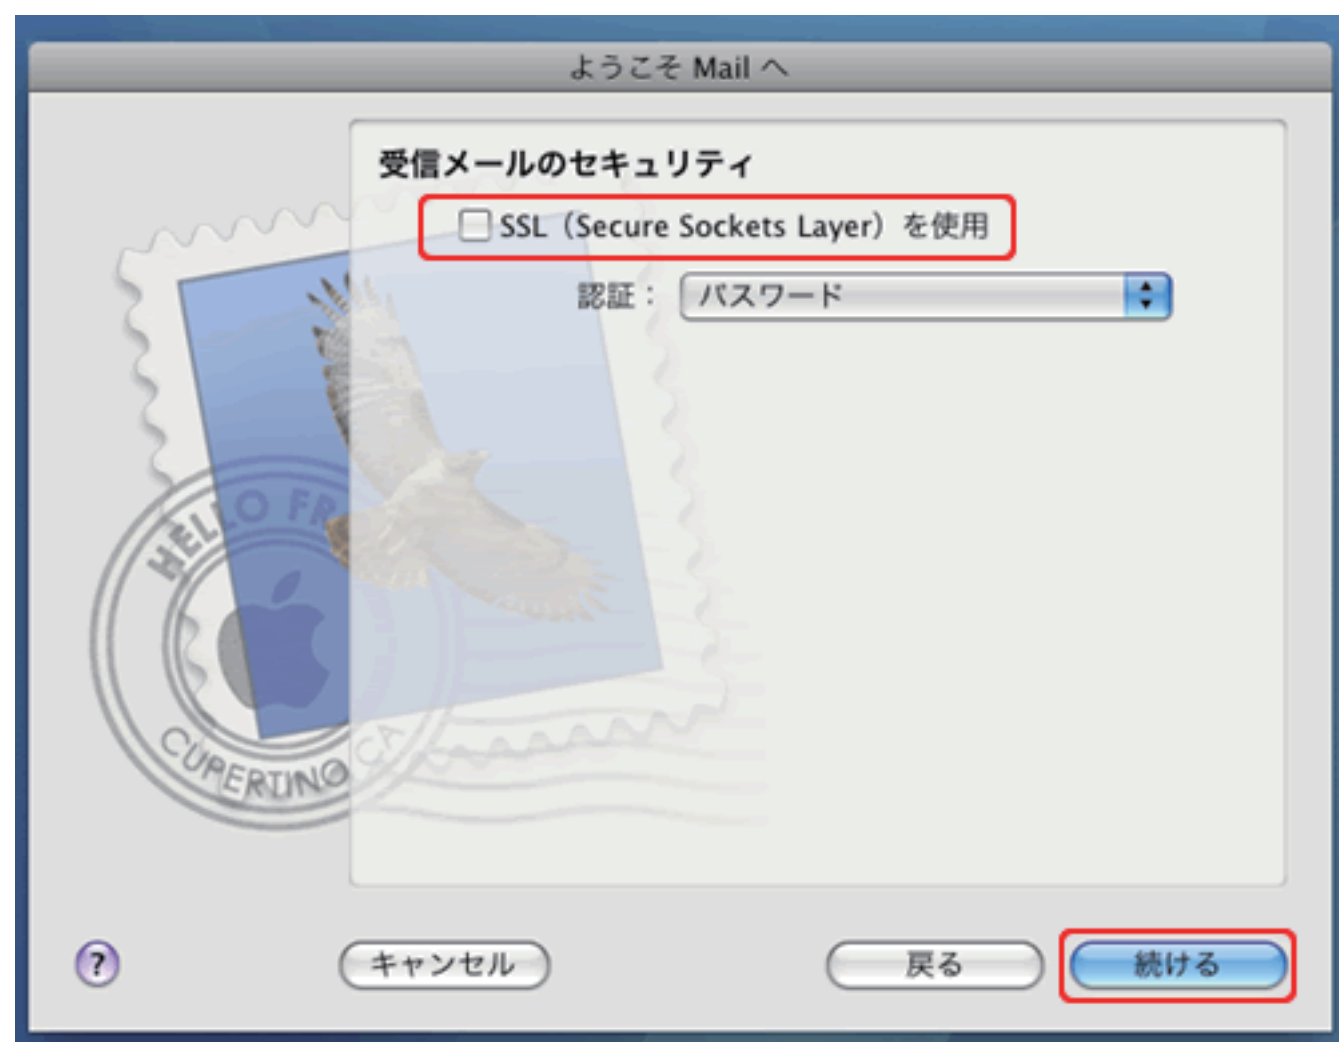 ようこそ Mail へ
受信メールのセキュリティ
SSL（Secure Sockets Layer）を使用
認証： パスワード
HELLO FR
CUPERTINO CA
? キャンセル 戻る 続ける